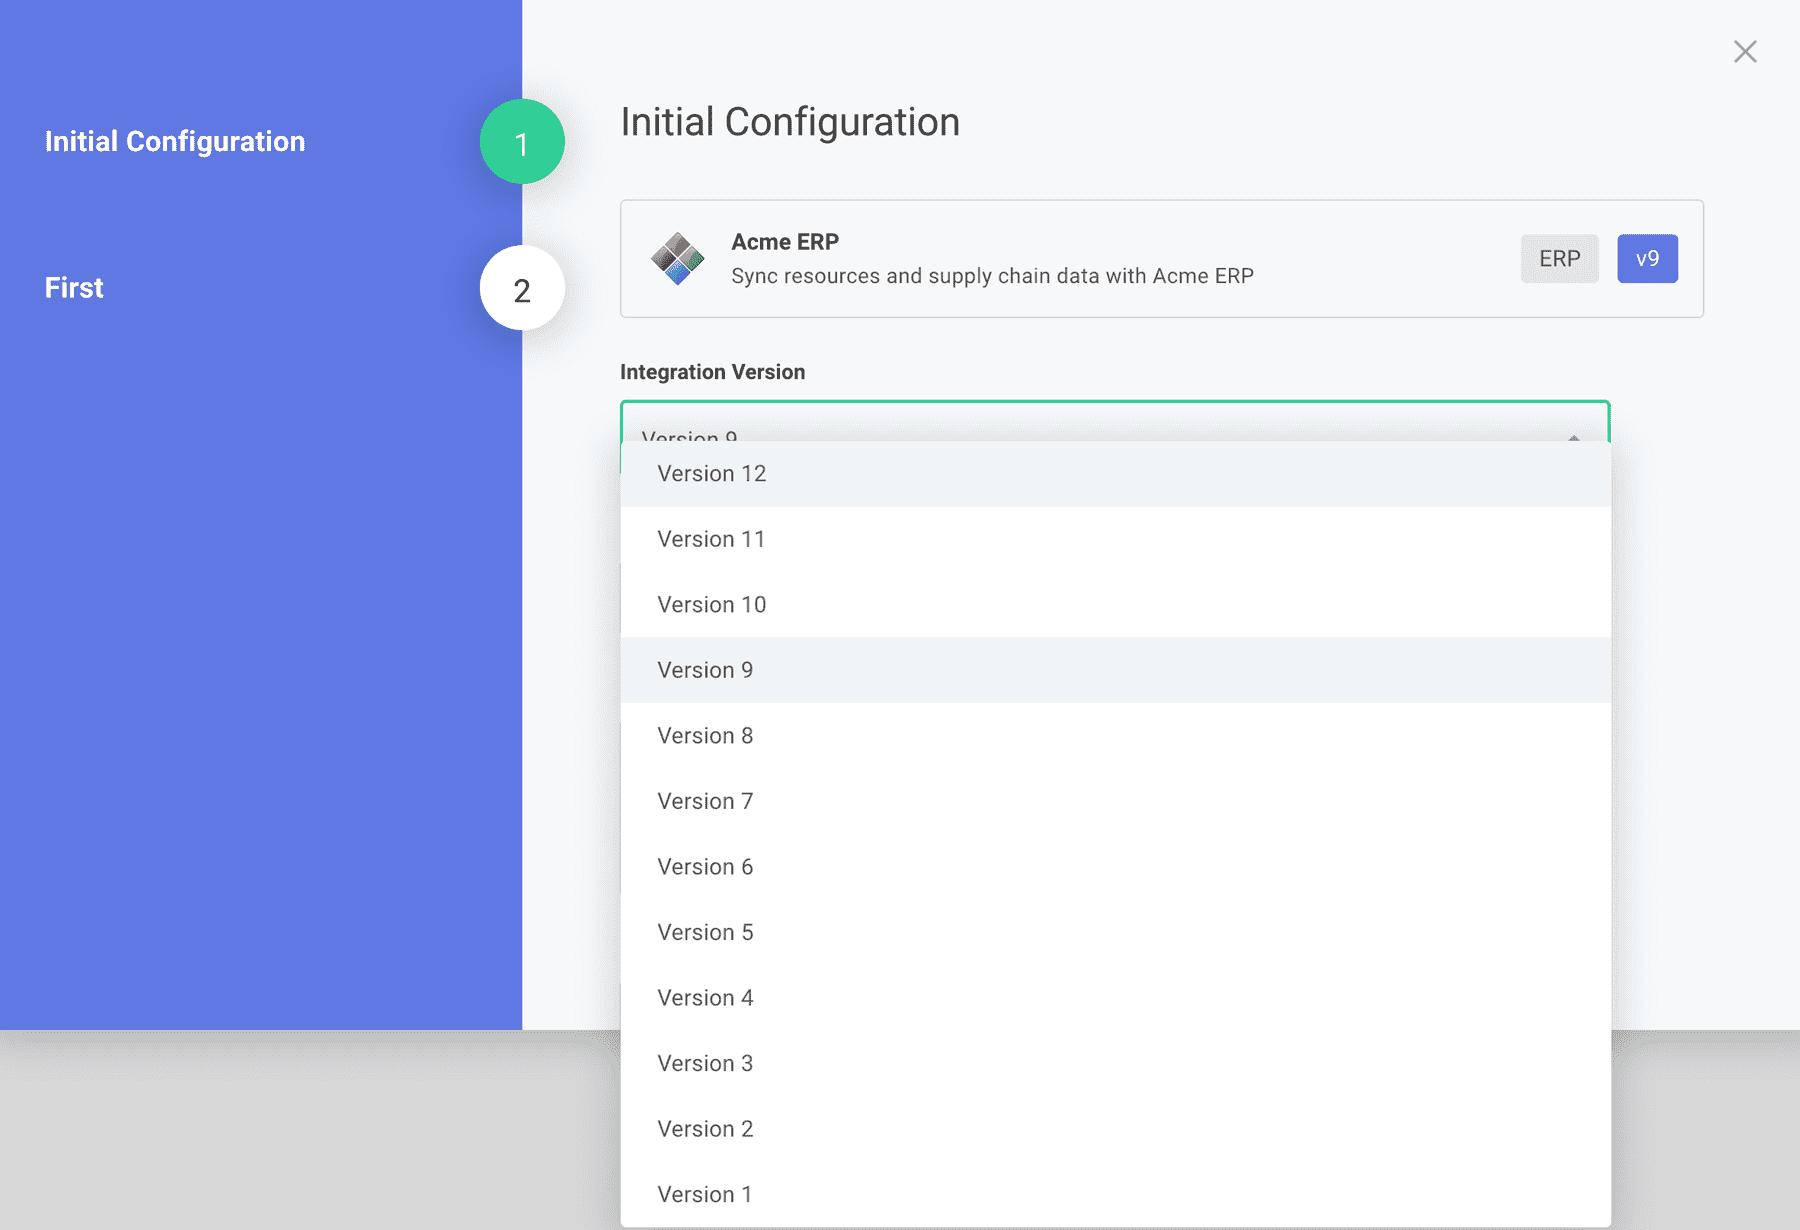 Initial Configuration
1
First
2
Initial Configuration
Acme ERP
Sync resources and supply chain data with Acme ERP
ERP
v9
Integration Version
Version 9
Version 12
Version 11
Version 10
Version 9
Version 8
Version 7
Version 6
Version 5
Version 4
Version 3
Version 2
Version 1